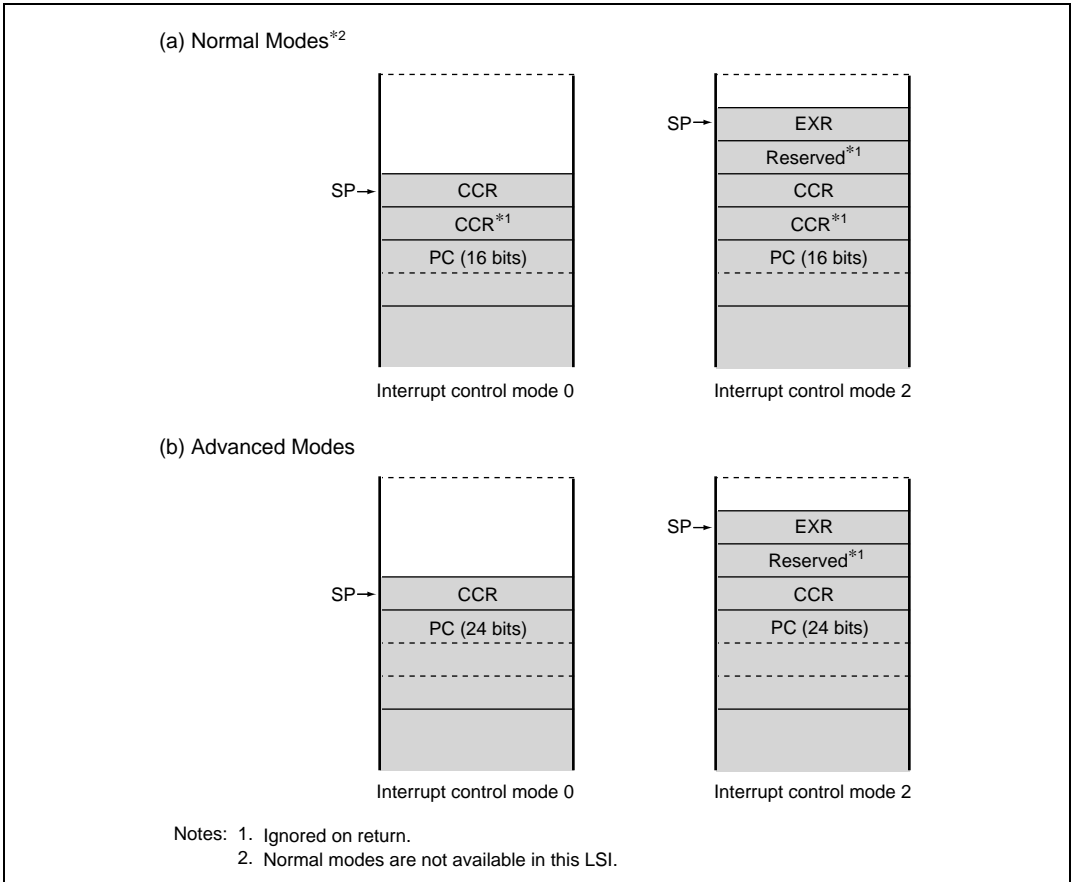 (a) Normal Modes*2
SP→ CCR
CCR*1
PC (16 bits)
Interrupt control mode 0
SP→ EXR
Reserved*1
CCR
CCR*1
PC (16 bits)
Interrupt control mode 2
(b) Advanced Modes
SP→ CCR
PC (24 bits)
Interrupt control mode 0
SP→ EXR
Reserved*1
CCR
PC (24 bits)
Interrupt control mode 2
Notes: 1. Ignored on return.
2. Normal modes are not available in this LSI.